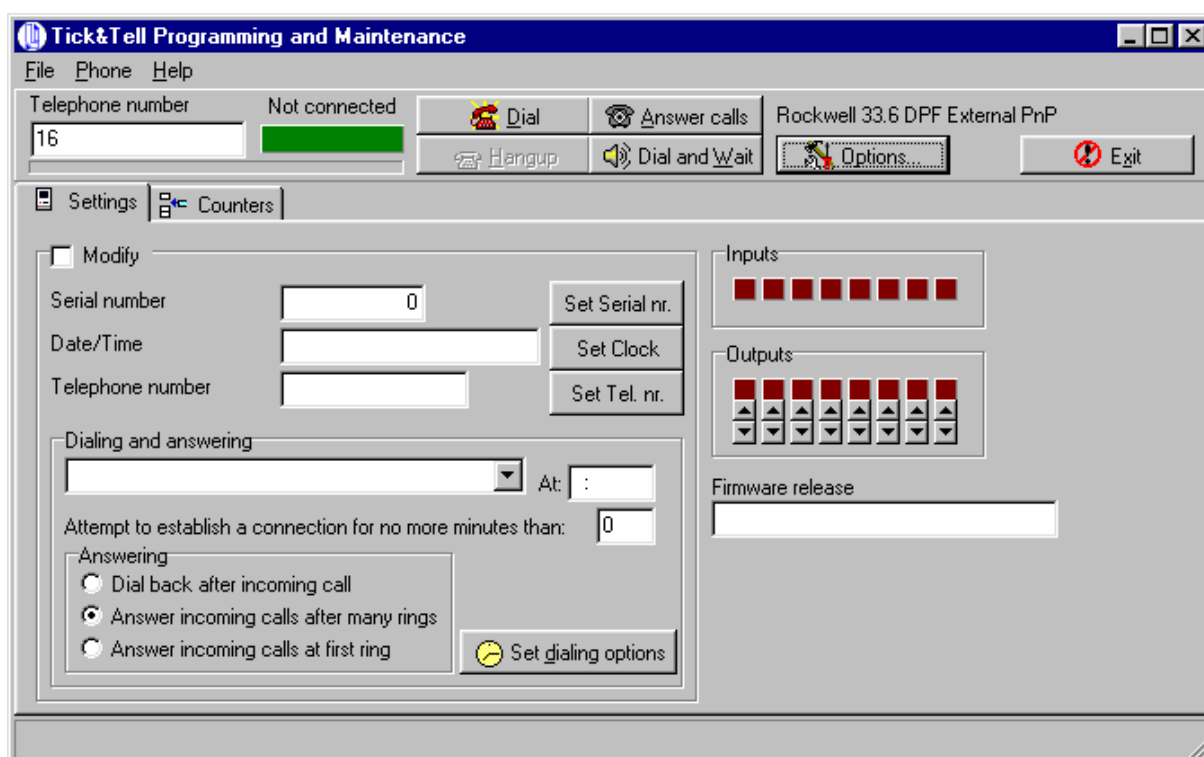 Tick&Tell Programming and Maintenance
File Phone Help
Telephone number
Not connected
16
Dial
Answer calls
Hangup
Dial and Wait
Rockwell 33.6 DPF External PnP
Options...
Exit
Settings
Counters
Modify
Serial number
0
Set Serial nr.
Date/Time
Set Clock
Telephone number
Set Tel. nr.
Dialing and answering
At: :
Attempt to establish a connection for no more minutes than: 0
Answering
Dial back after incoming call
Answer incoming calls after many rings
Answer incoming calls at first ring
Set dialing options
Inputs
Outputs
Firmware release